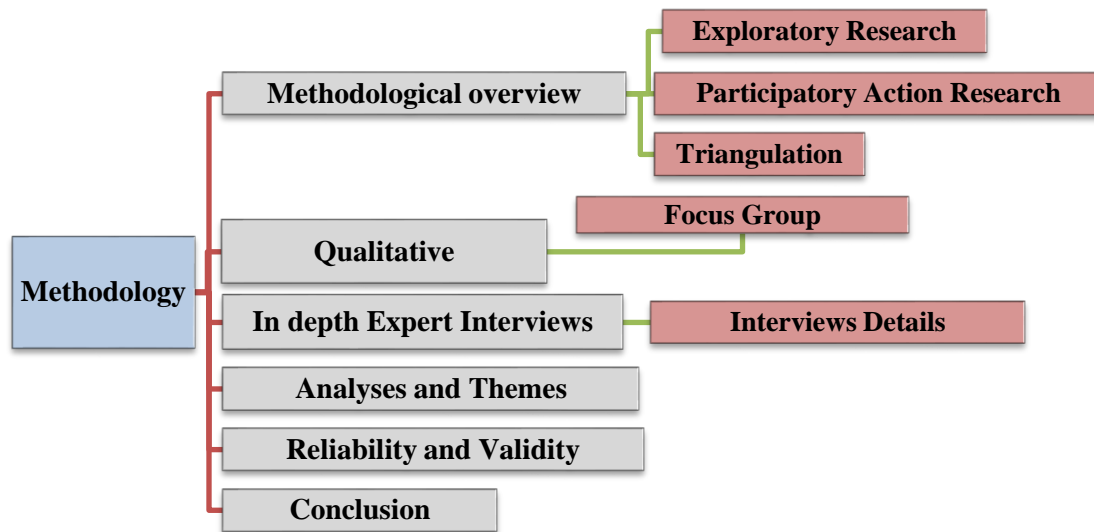 Exploratory Research
Methodological overview
Participatory Action Research
Triangulation
Focus Group
Qualitative
Methodology
In depth Expert Interviews
Interviews Details
Analyses and Themes
Reliability and Validity
Conclusion